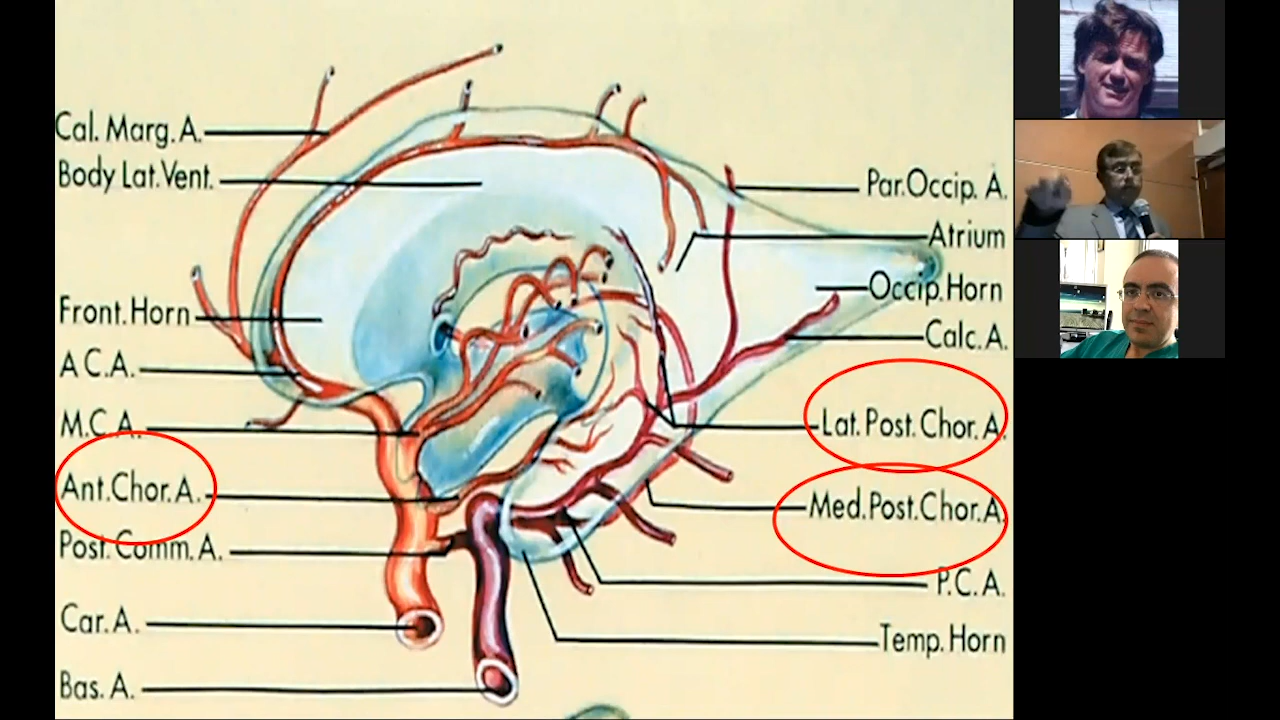 Cal. Marg. A.
Body Lat. Vent.
Front. Horn
A C.A.
M.C.A.
Ant. Chor. A.
Post. Comm. A.
Car. A.
Bas. A.
Par. Occip. A.
Atrium
Occip. Horn
Calc. A.
Lat. Post. Chor. A.
Med. Post. Chor. A.
P.C.A.
Temp. Horn